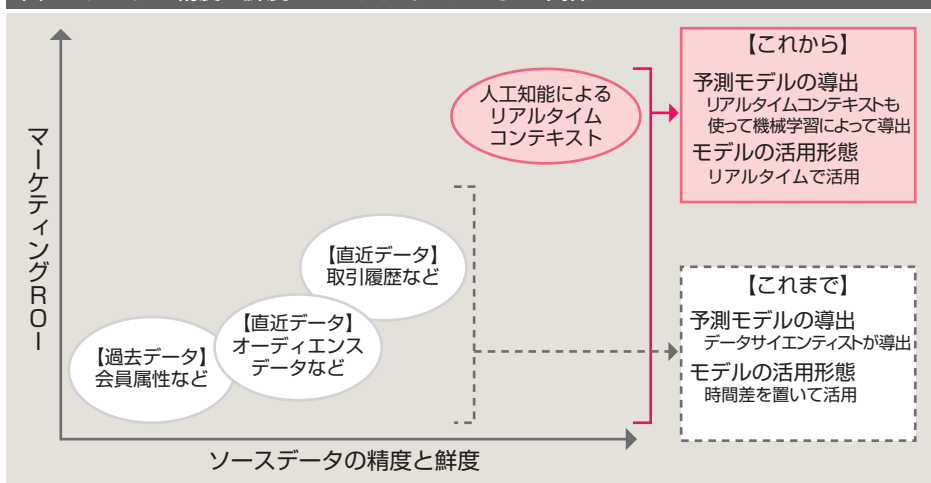 マーケティングROI
人工知能による
リアルタイム
コンテキスト
【直近データ】
取引履歴など
【直近データ】
オーディエンス
データなど
【過去データ】
会員属性など
ソースデータの精度と鮮度
【これから】
予測モデルの導出
リアルタイムコンテキストも
使って機械学習によって導出
モデルの活用形態
リアルタイムで活用
【これまで】
予測モデルの導出
データサイエンティストが導出
モデルの活用形態
時間差を置いて活用